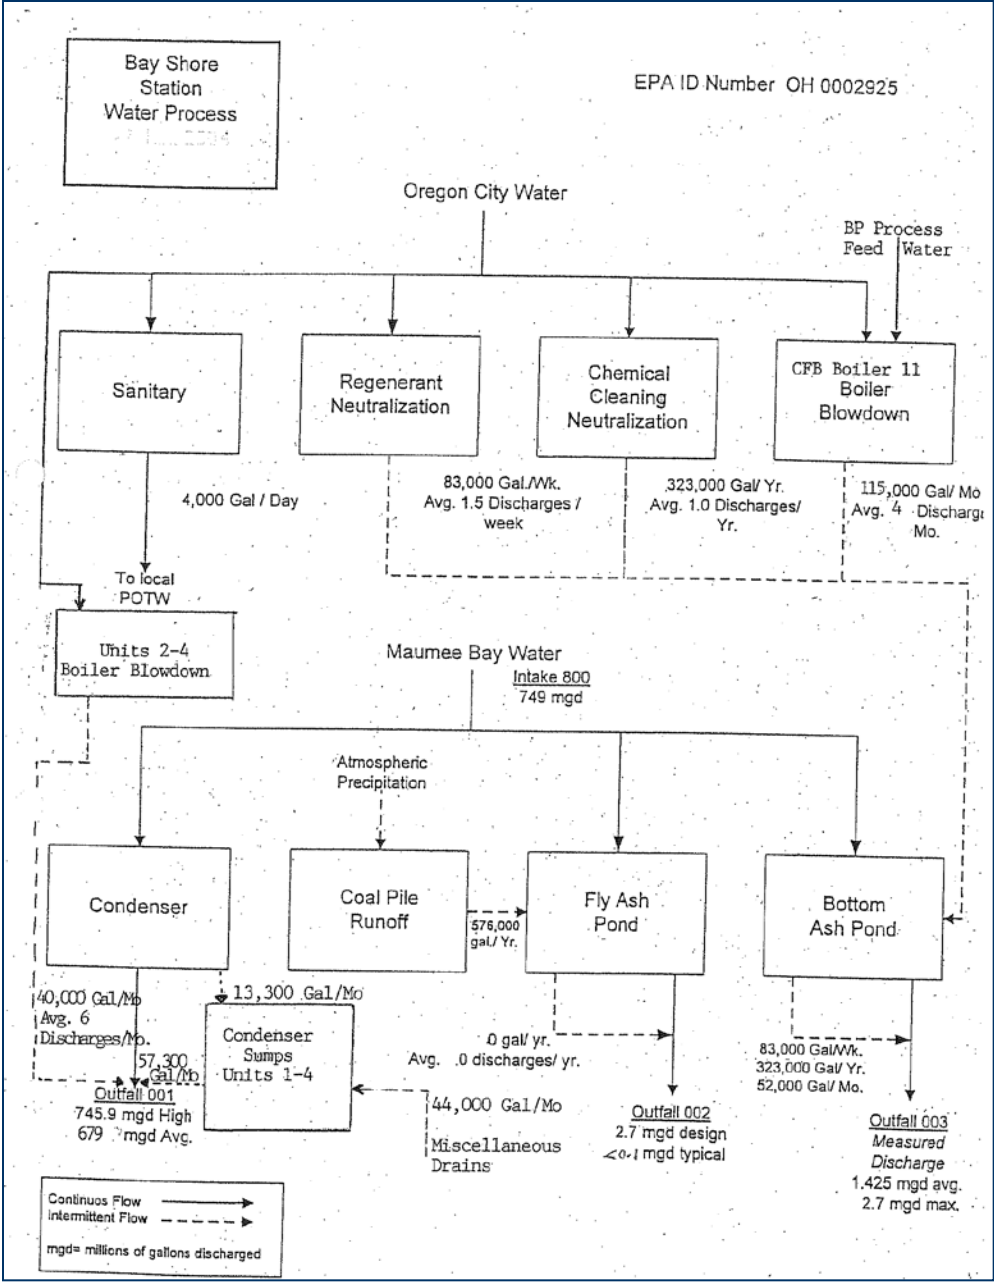 Bay Shore
Station
Water Process
EPA ID Number OH 0002925
Oregon City Water
BP Process
Feed Water
Sanitary
Regenerant
Neutralization
Chemical
Cleaning
Neutralization
CFB Boiler 11
Boiler
Blowdown
4,000 Gal / Day
83,000 Gal./Wk.
Avg. 1.5 Discharges /
week
323,000 Gal/ Yr.
Avg. 1.0 Discharges/
Yr.
115,000 Gal/ Mo
Avg. 4 Discharg
Mo.
To local
POTW
Units 2-4
Boiler Blowdown
Maumee Bay Water
Intake 800
749 mgd
Atmospheric
Precipitation
Condenser
Coal Pile
Runoff
576,000
gal./ Yr.
Fly Ash
Pond
Bottom
Ash Pond
40,000 Gal/Mo
Avg. 6
Discharges/Mo.
13,300 Gal/Mo
Condenser
Sumps
Units 1-4
57,300
Gal/Mo
Outfall 001
745.9 mgd High
679 mgd Avg.
44,000 Gal/Mo
Miscellaneous
Drains
.0 gal/ yr.
Avg. .0 discharges/ yr.
Outfall 002
2.7 mgd design
<0.1 mgd typical
83,000 Gal/Wk.
323,000 Gal/ Yr.
52,000 Gal/ Mo.
Outfall 003
Measured
Discharge
1.425 mgd avg.
2.7 mgd max.
Continuos Flow
Intermittent Flow
mgd= millions of gallons discharged